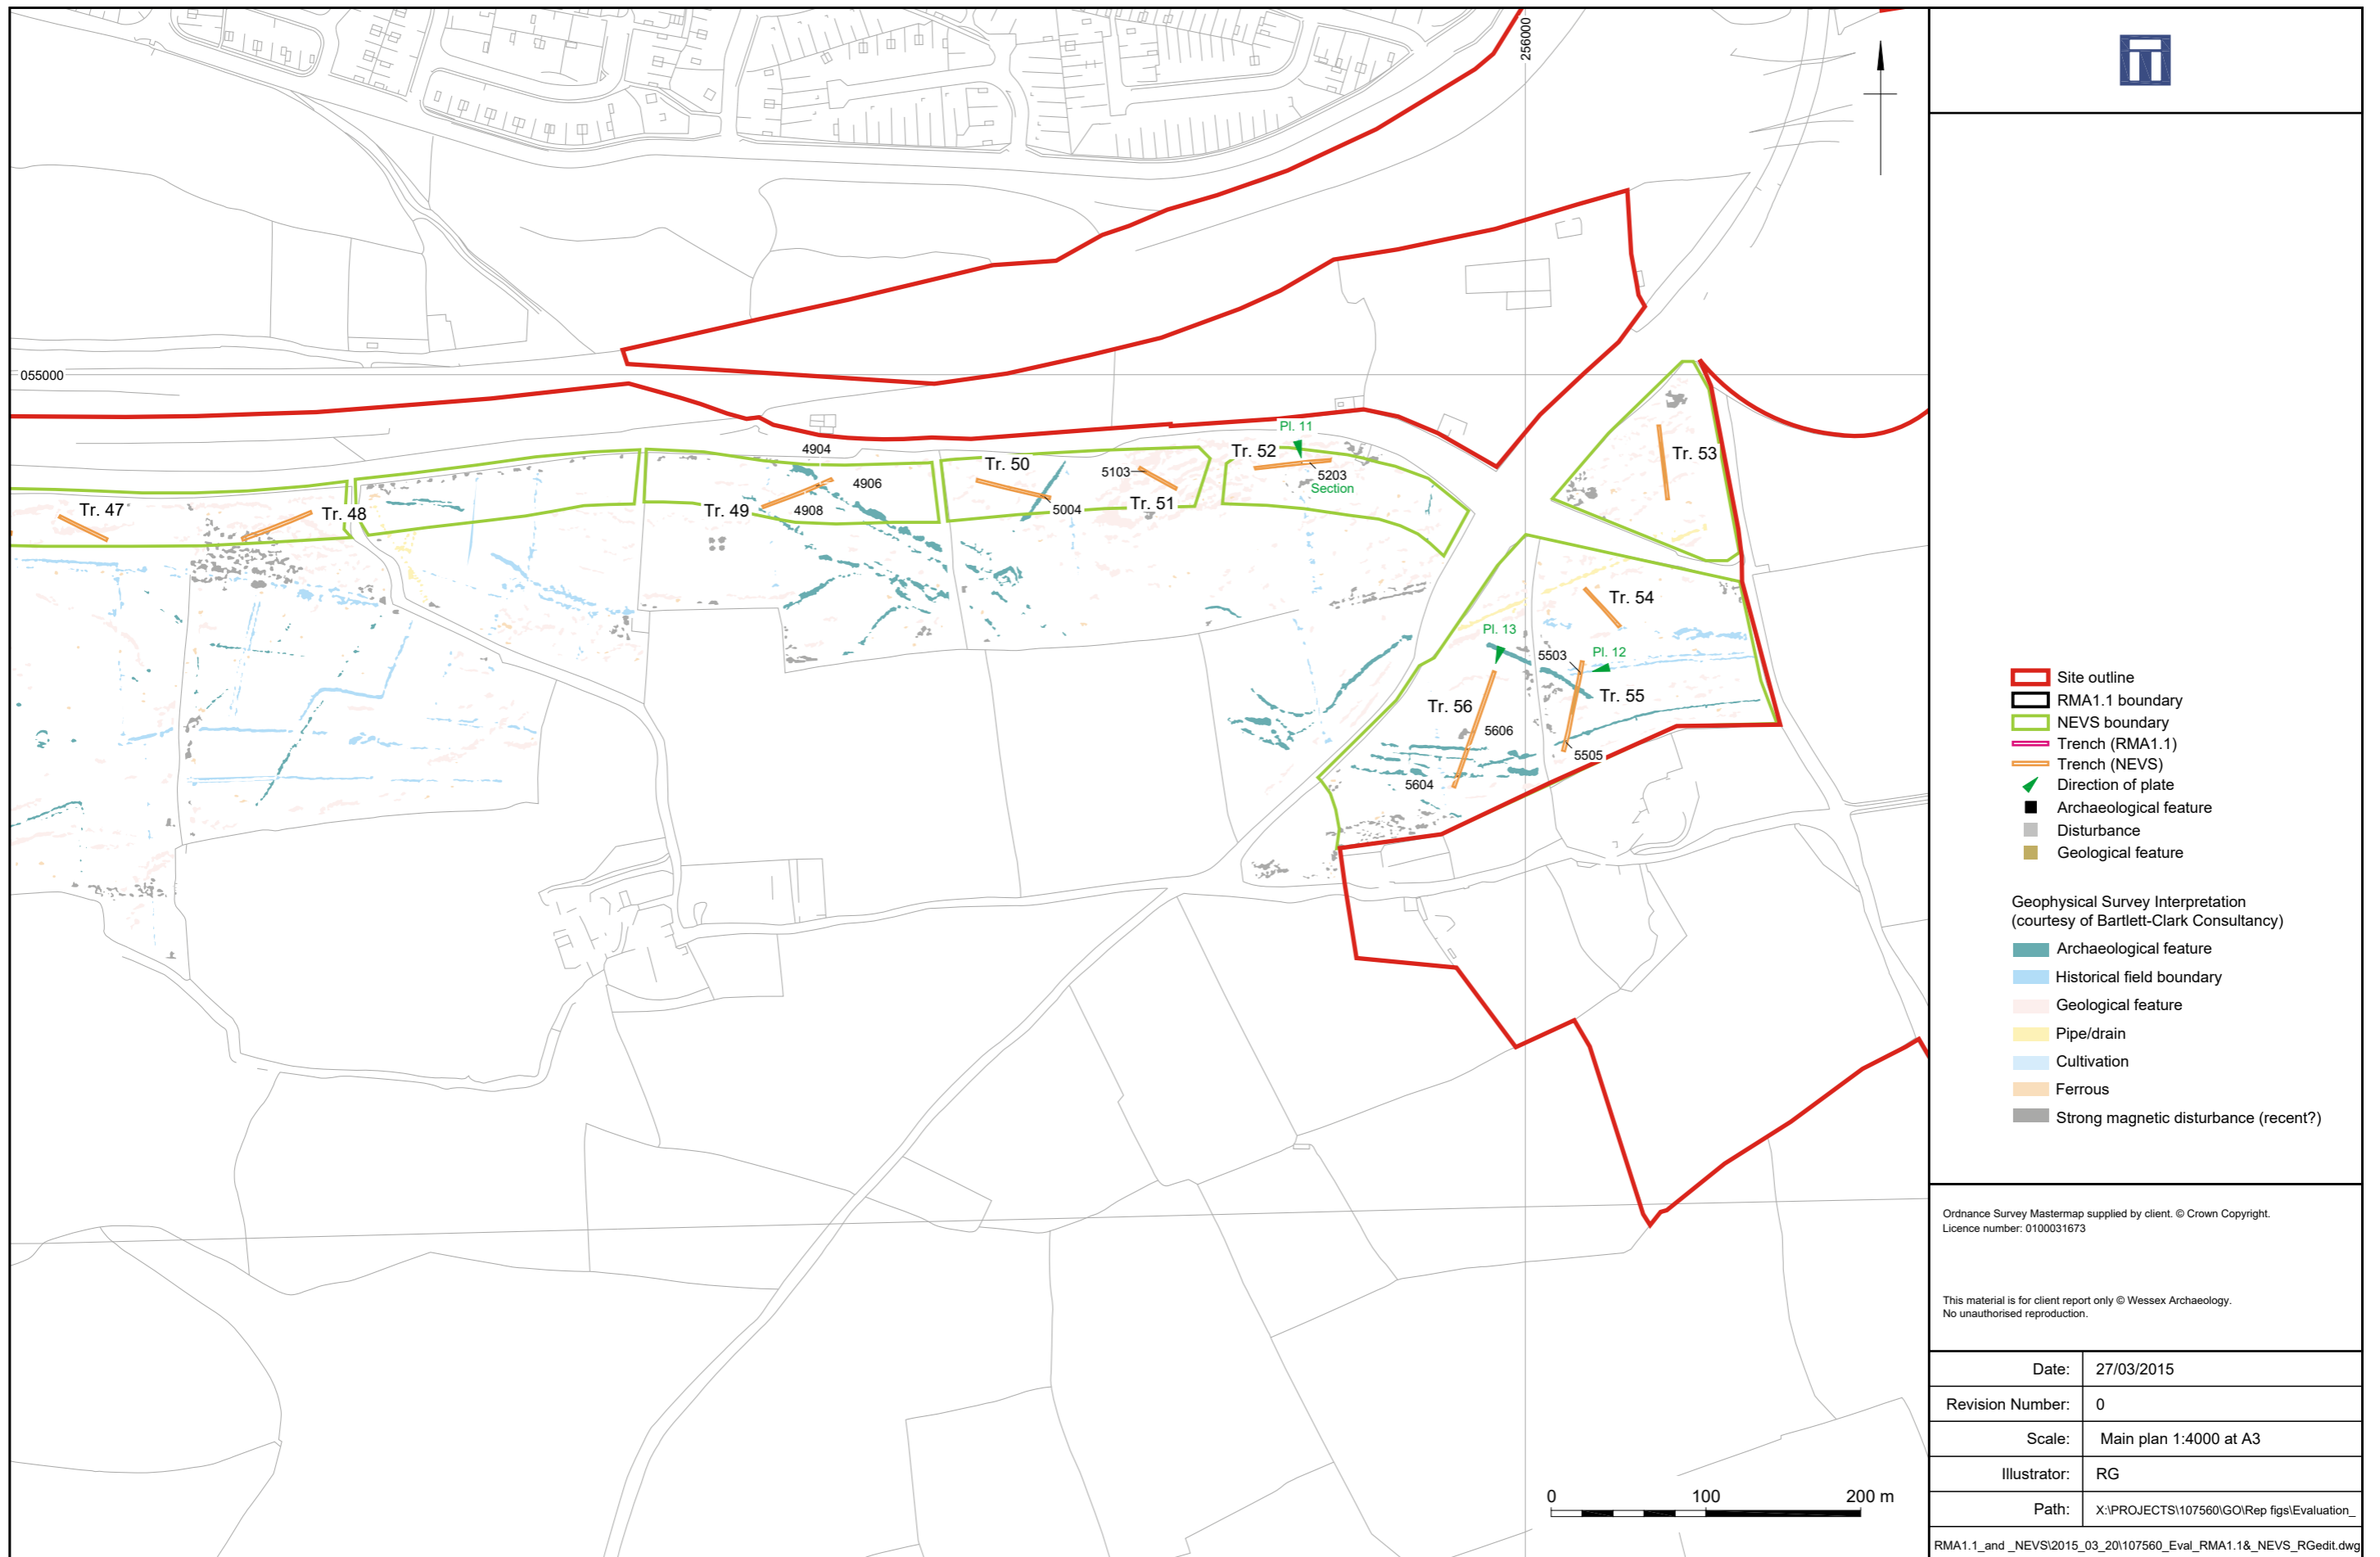 256000
055000
Pl. 11
4904
Tr. 52
Tr. 50
5103
5203
Section
4906
Tr. 53
Tr. 47
Tr. 48
Tr. 49
4908
5004
Tr. 51
Tr. 54
Pl. 13
5503
Pl. 12
Tr. 55
Tr. 56
5606
5505
5604
0 100 200 m
Site outline
RMA1.1 boundary
NEVS boundary
Trench (RMA1.1)
Trench (NEVS)
Direction of plate
Archaeological feature
Disturbance
Geological feature
Geophysical Survey Interpretation
(courtesy of Bartlett-Clark Consultancy)
Archaeological feature
Historical field boundary
Geological feature
Pipe/drain
Cultivation
Ferrous
Strong magnetic disturbance (recent?)
Ordnance Survey Mastermap supplied by client. © Crown Copyright.
Licence number: 0100031673
This material is for client report only © Wessex Archaeology.
No unauthorised reproduction.
Date: 27/03/2015
Revision Number: 0
Scale: Main plan 1:4000 at A3
Illustrator: RG
Path: X:\PROJECTS\107560\GO\Rep figs\Evaluation_
RMA1.1_and _NEVS\2015_03_20\107560_Eval_RMA1.1&_NEVS_RGedit.dwg